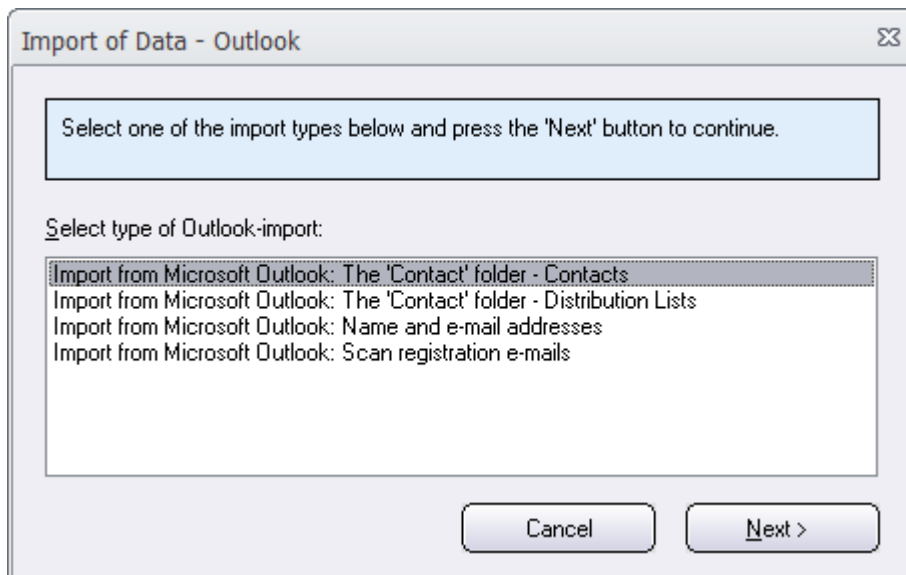 Import of Data - Outlook
Select one of the import types below and press the 'Next' button to continue.
Select type of Outlook-import:
Import from Microsoft Outlook: The 'Contact' folder - Contacts
Import from Microsoft Outlook: The 'Contact' folder - Distribution Lists
Import from Microsoft Outlook: Name and e-mail addresses
Import from Microsoft Outlook: Scan registration e-mails
Cancel
Next >